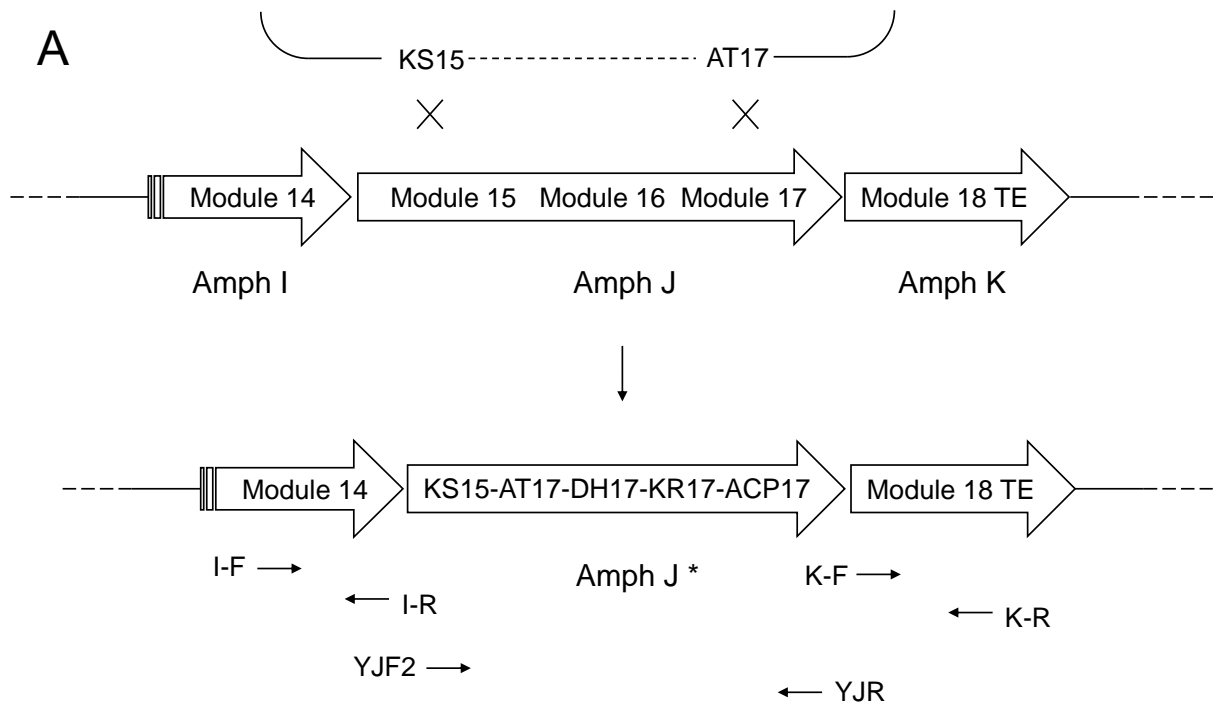 A
KS15 AT17
Module 14 Module 15 Module 16 Module 17 Module 18 TE
Amph I Amph J Amph K
Module 14 KS15-AT17-DH17-KR17-ACP17 Module 18 TE
I-F Amph J * K-F
I-R K-R
YJF2 YJR